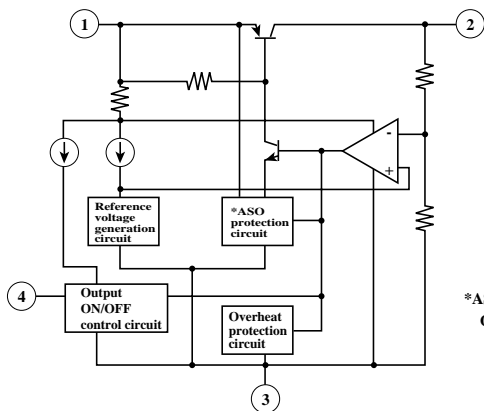 1
2
-
+
Reference
voltage
generation
circuit
*ASO
protection
circuit
4
Output
ON/OFF
control circuit
Overheat
protection
circuit
*A
O
3